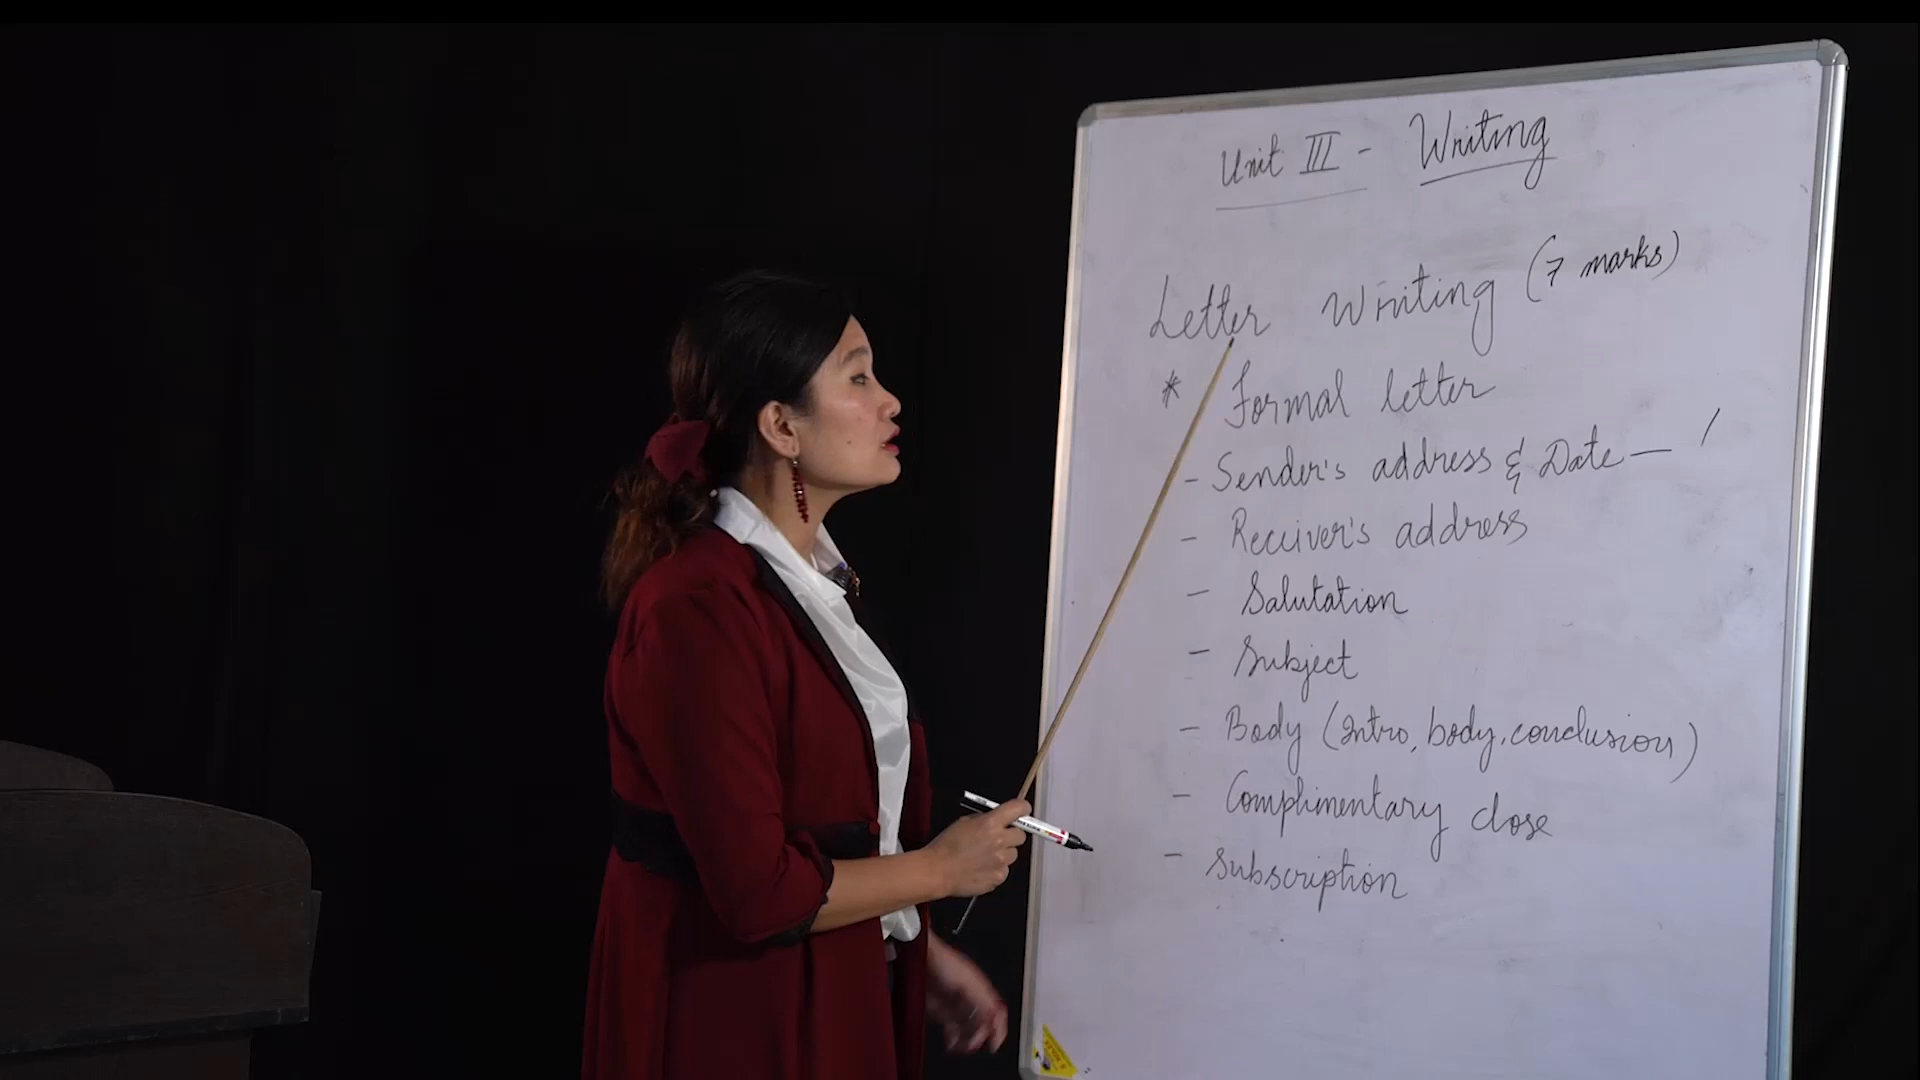 Unit III - Writing
Letter Writing (7 marks)
* Formal letter
- Sender's address & Date — /
- Receiver's address
- Salutation
- Subject
- Body (Intro, body, conclusion)
- Complimentary close
- Subscription